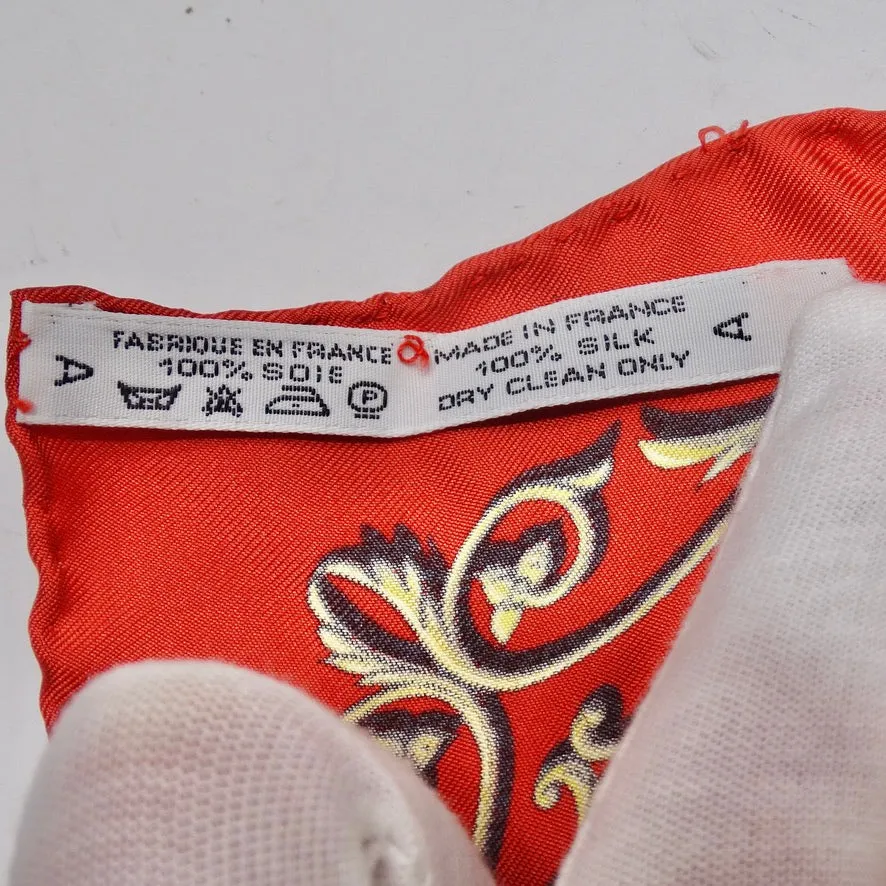 A
FABRIQUE EN FRANCE
100% SOIE
P
MADE IN FRANCE
100% SILK
DRY CLEAN ONLY
A